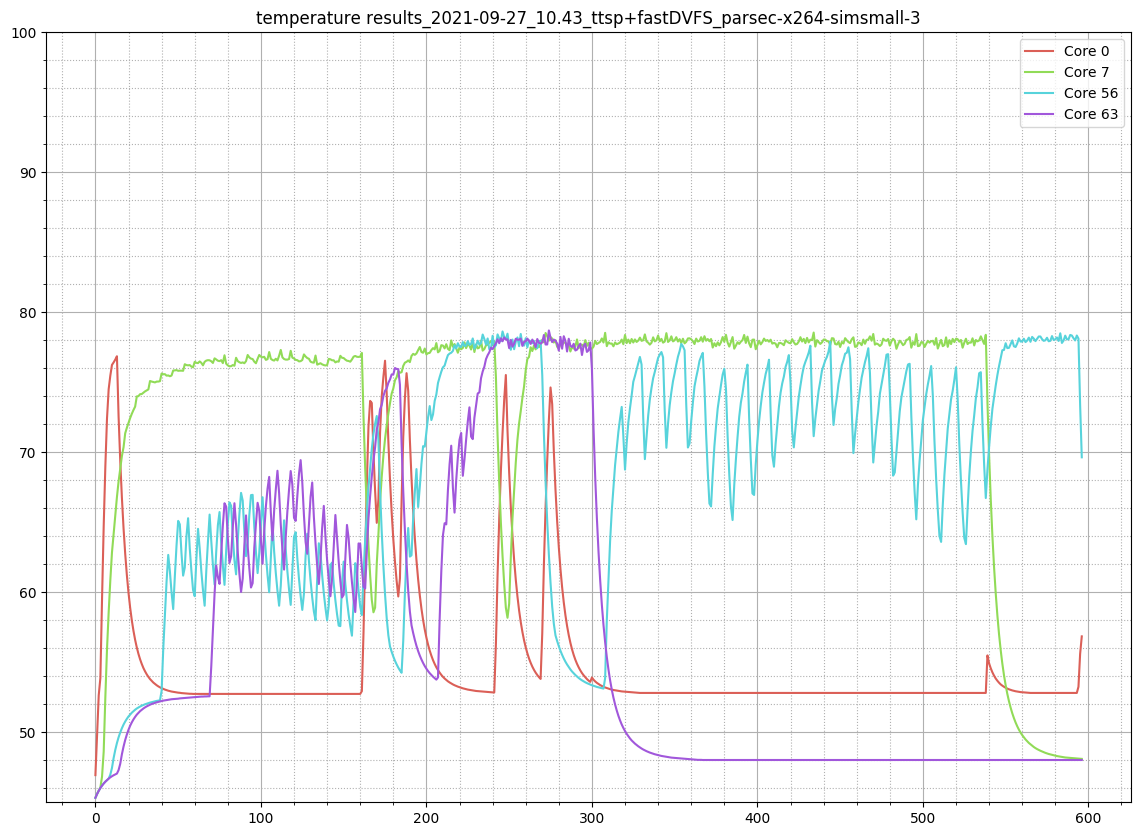 temperature results_2021-09-27_10.43_ttsp+fastDVFS_parsec-x264-simsmall-3
100
90
80
70
60
50
0
100
200
300
400
500
600
Core 0
Core 7
Core 56
Core 63